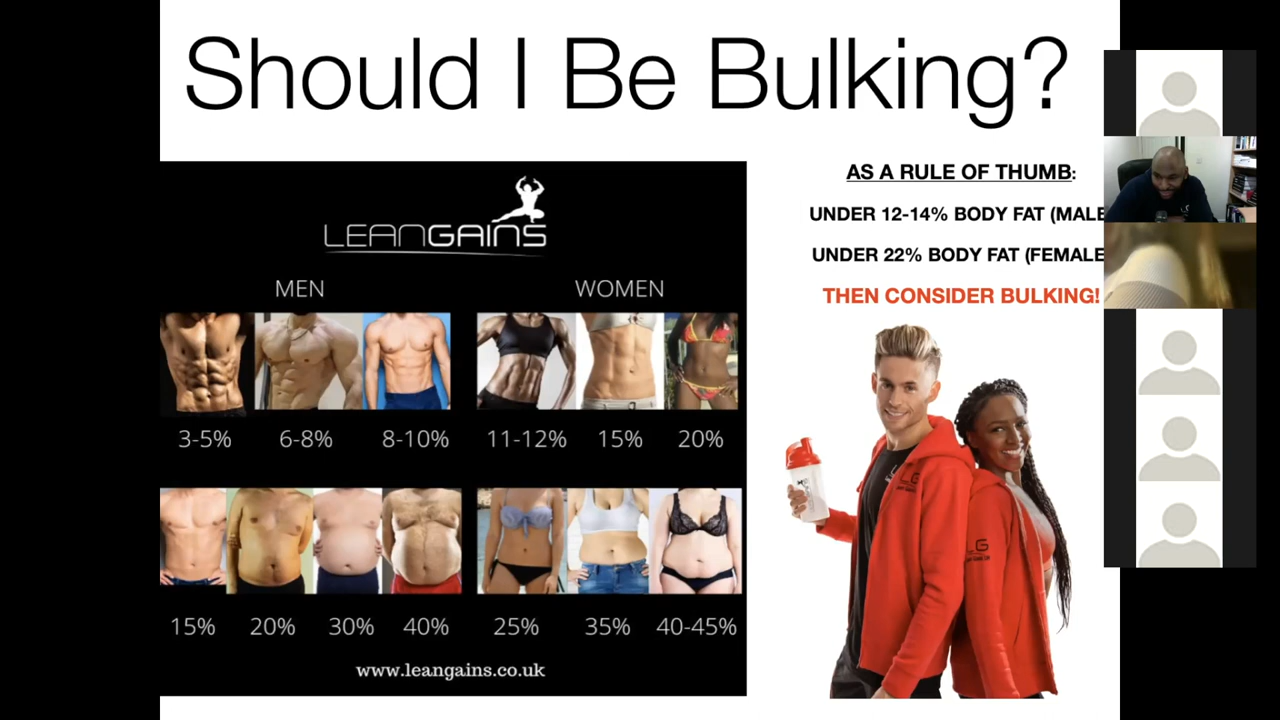 Should I Be Bulking?
LEANGAINS
MEN
WOMEN
3-5%
6-8%
8-10%
11-12%
15%
20%
15%
20%
30%
40%
25%
35%
40-45%
www.leangains.co.uk
AS A RULE OF THUMB:
UNDER 12-14% BODY FAT (MALE
UNDER 22% BODY FAT (FEMALE
THEN CONSIDER BULKING!
LG